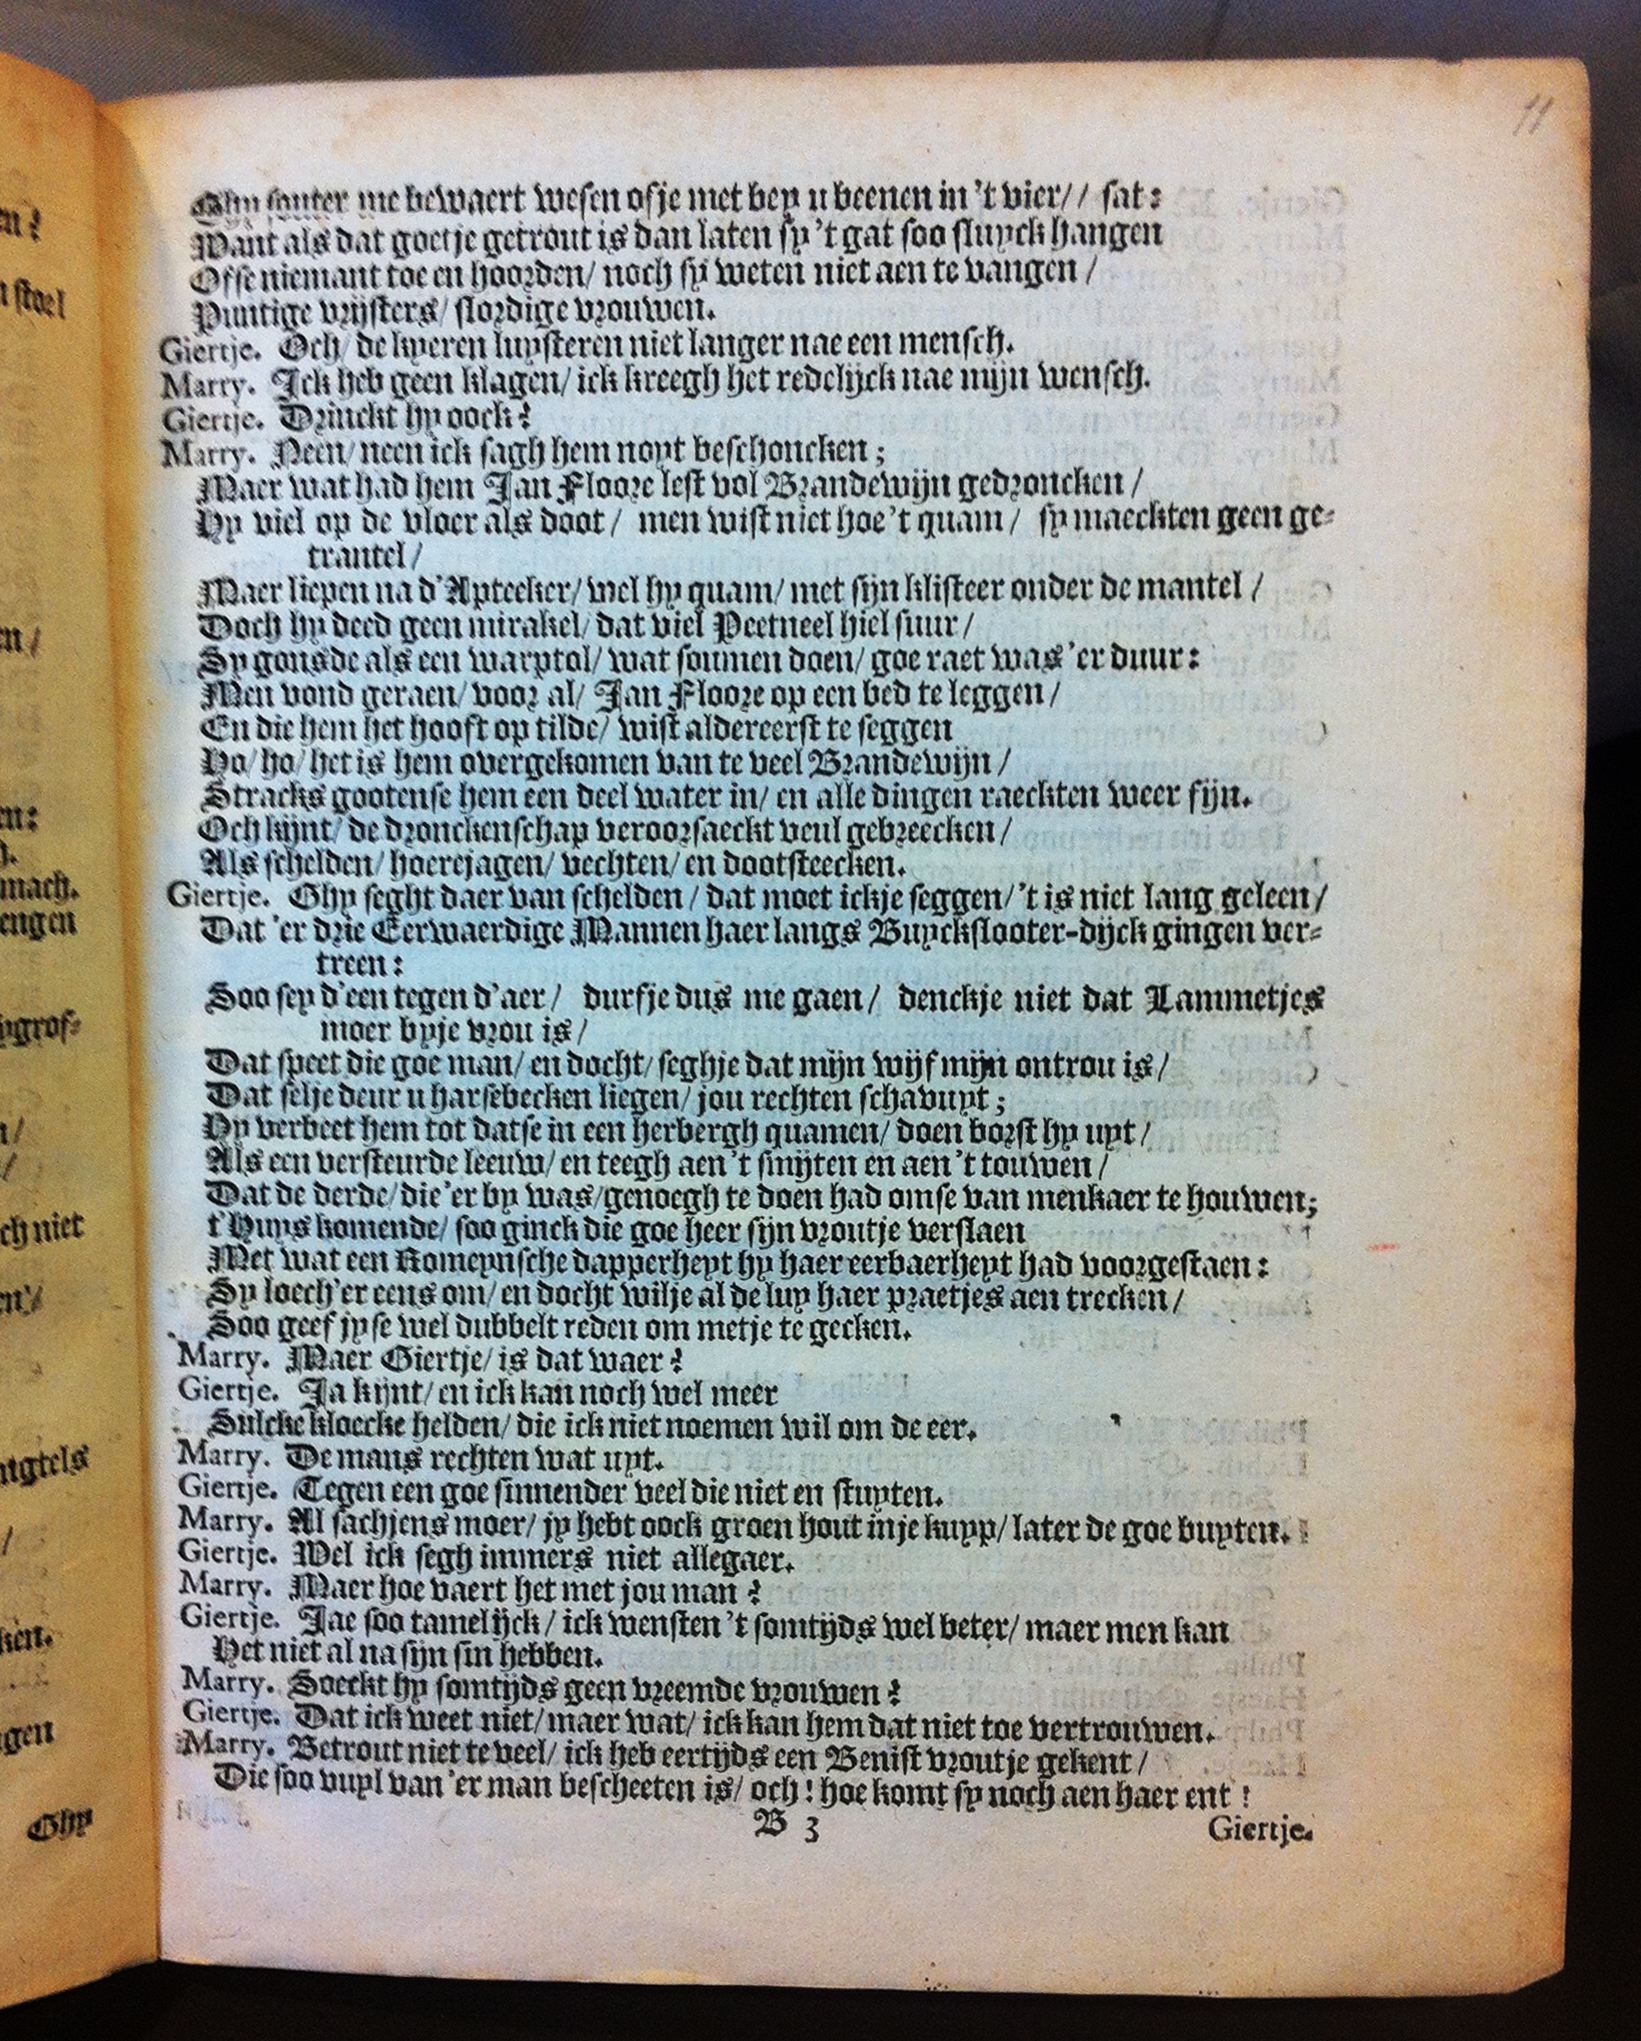 11
Ghy souter me bewaert wesen ofje met bey u beenen in 't vier// sat:
Want als dat goetje getrout is dan laten sy 't gat soo sluyck hangen
Offe niemant toe en hoorden/ noch sy weten niet aen te vangen/
Puntige vrijsters/ slordige vrouwen.
Giertje. Och/ de kyeren luysteren niet langer nae een mensch.
Marry. Ick heb geen klagen/ ick kreegh het redelijck nae mijn wensch.
Giertje. Drinckt hy oock?
Marry. Neen/ neen ick sagh hem noyt beschoncken;
Maer wat had hem Jan Floore lest vol Brandewijn gedroncken/
Hy viel op de vloer als doot/ men wist niet hoe 't quam/ sy maeckten geen ge-
trantel/
Maer liepen na d'Apteeker/ wel hy quam/ met sijn klisteer onder de mantel/
Doch hy deed geen mirakel/ dat viel Peetneel hiel suur/
Sy gonsde als een warptol/ wat soumen doen/ goe raet was 'er duur:
Men vond geraen/ voor al/ Jan Floore op een bed te leggen/
En die hem het hooft op tilde/ wist aldereerst te seggen
Ho/ ho/ het is hem overgekomen van te veel Brandewijn/
Stracks gootense hem een deel water in/ en alle dingen raeckten weer fijn.
Och kijnt/ de dronckenschap veroorsaeckt veul gebreecken/
Als schelden/ hoerejagen/ vechten/ en dootsteecken.
Giertje. Ghy seght daer van schelden/ dat moet ickje seggen/ 't is niet lang geleen/
Dat 'er drie Eerwaerdige Mannen haer langs Buyckslooter-dijck gingen ver-
treen:
Soo sey d'een tegen d'aer/ durfje dus me gaen/ denckje niet dat Lammetjes
moer byje vrou is/
Dat speet die goe man/ en docht/ seghje dat mijn wijf mijn ontrou is/
Dat selje deur u harsebecken liegen/ jou rechten schavuyt;
Hy verbeet hem tot datse in een herbergh quamen/ doen borst hy uyt/
Als een versteurde leeuw/ en teegh aen 't smijten en aen 't touwen/
Dat de derde/ die 'er by was/ genoegh te doen had omse van menkaer te houwen;
t'Huys komende/ soo ginck die goe heer sijn vroutje verslaen
Met wat een Romeynsche dapperheyt hy haer eerbaerheyt had voorgestaen:
Sy loech 'er eens om/ en docht wilje al de luy haer praetjes aen trecken/
Soo geef jyse wel dubbelt reden om metje te gecken.
Marry. Maer Giertje/ is dat waer?
Giertje. Ja kijnt/ en ick kan noch wel meer
Sulcke kloecke helden/ die ick niet noemen wil om de eer.
Marry. De mans rechten wat uyt.
Giertje. Tegen een goe sinnender veel die niet en stuyten.
Marry. Al sachjens moer/ jy hebt oock groen hout in je kuyp/ later de goe buyten.
Giertje. Wel ick segh immers niet allegaer.
Marry. Maer hoe vaert het met jou man?
Giertje. Jae soo tamelijck/ ick wensten 't somtijds wel beter/ maer men kan
Het niet al na sijn sin hebben.
Marry. Soeckt hy somtijds geen vreemde vrouwen?
Giertje. Dat ick weet niet/ maer wat/ ick kan hem dat niet toe vertrouwen.
Marry. Betrout niet te veel/ ick heb eertijds een Benist vroutje gekent/
Die soo vuyl van 'er man bescheeten is/ och! hoe komt sy noch aen haer ent!
B 3 Giertje.